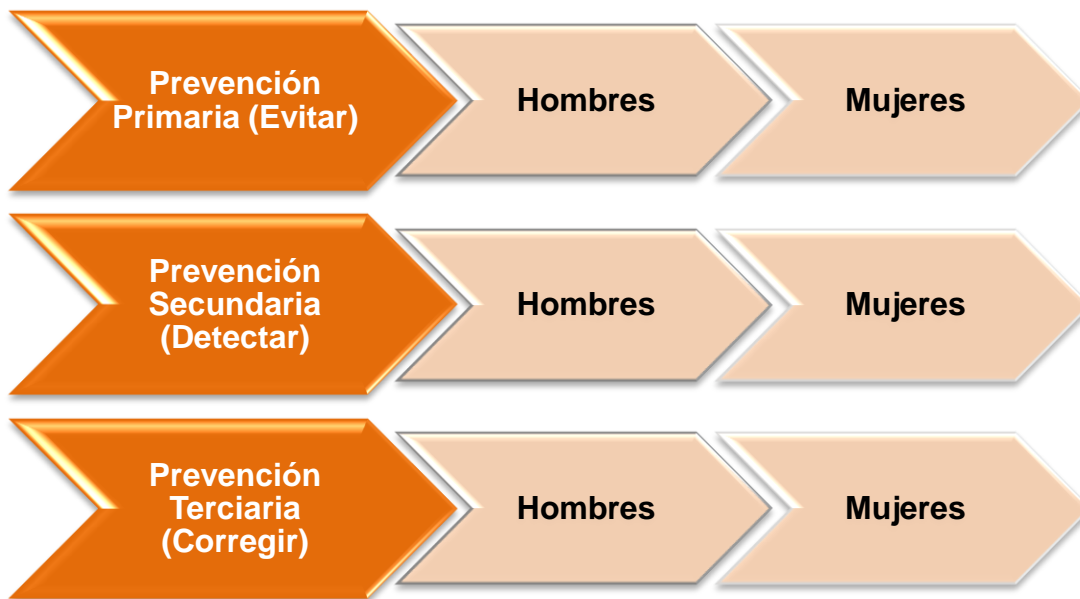 Prevención
Primaria (Evitar)
Hombres
Mujeres
Prevención
Secundaria
(Detectar)
Hombres
Mujeres
Prevención
Terciaria
(Corregir)
Hombres
Mujeres